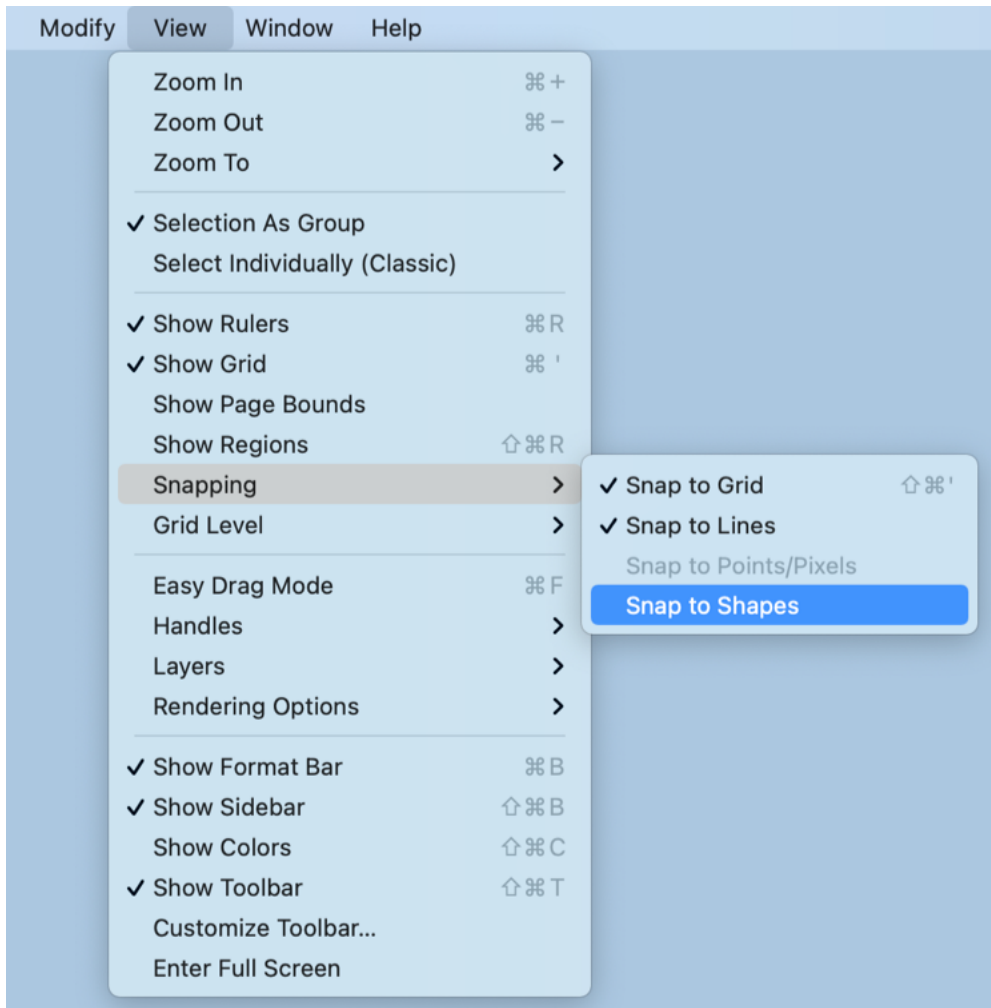 Modify View Window Help
Zoom In ⌘ +
Zoom Out ⌘ −
Zoom To
Selection As Group
Select Individually (Classic)
Show Rulers ⌘ R
Show Grid ⌘ '
Show Page Bounds
Show Regions ⇧ ⌘ R
Snapping
Grid Level
Easy Drag Mode ⌘ F
Handles
Layers
Rendering Options
Show Format Bar ⌘ B
Show Sidebar ⇧ ⌘ B
Show Colors ⇧ ⌘ C
Show Toolbar ⇧ ⌘ T
Customize Toolbar...
Enter Full Screen
Snap to Grid ⇧ ⌘ '
Snap to Lines
Snap to Points/Pixels
Snap to Shapes